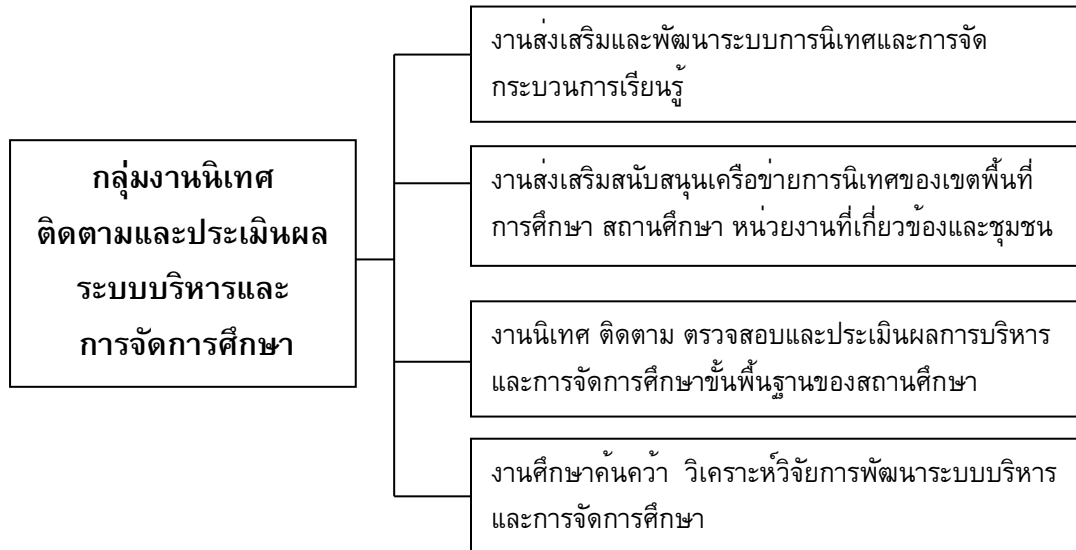 กลุ่มงานนิเทศ
ติดตามและประเมินผล
ระบบบริหารและ
การจัดการศึกษา
งานส่งเสริมและพัฒนาระบบการนิเทศและการจัด
กระบวนการเรียนรู้
งานส่งเสริมสนับสนุนเครือข่ายการนิเทศของเขตพื้นที่
การศึกษา สถานศึกษา หน่วยงานที่เกี่ยวข้องและชุมชน
งานนิเทศ ติดตาม ตรวจสอบและประเมินผลการบริหาร
และการจัดการศึกษาขั้นพื้นฐานของสถานศึกษา
งานศึกษาค้นคว้า วิเคราะห์วิจัยการพัฒนาระบบบริหาร
และการจัดการศึกษา